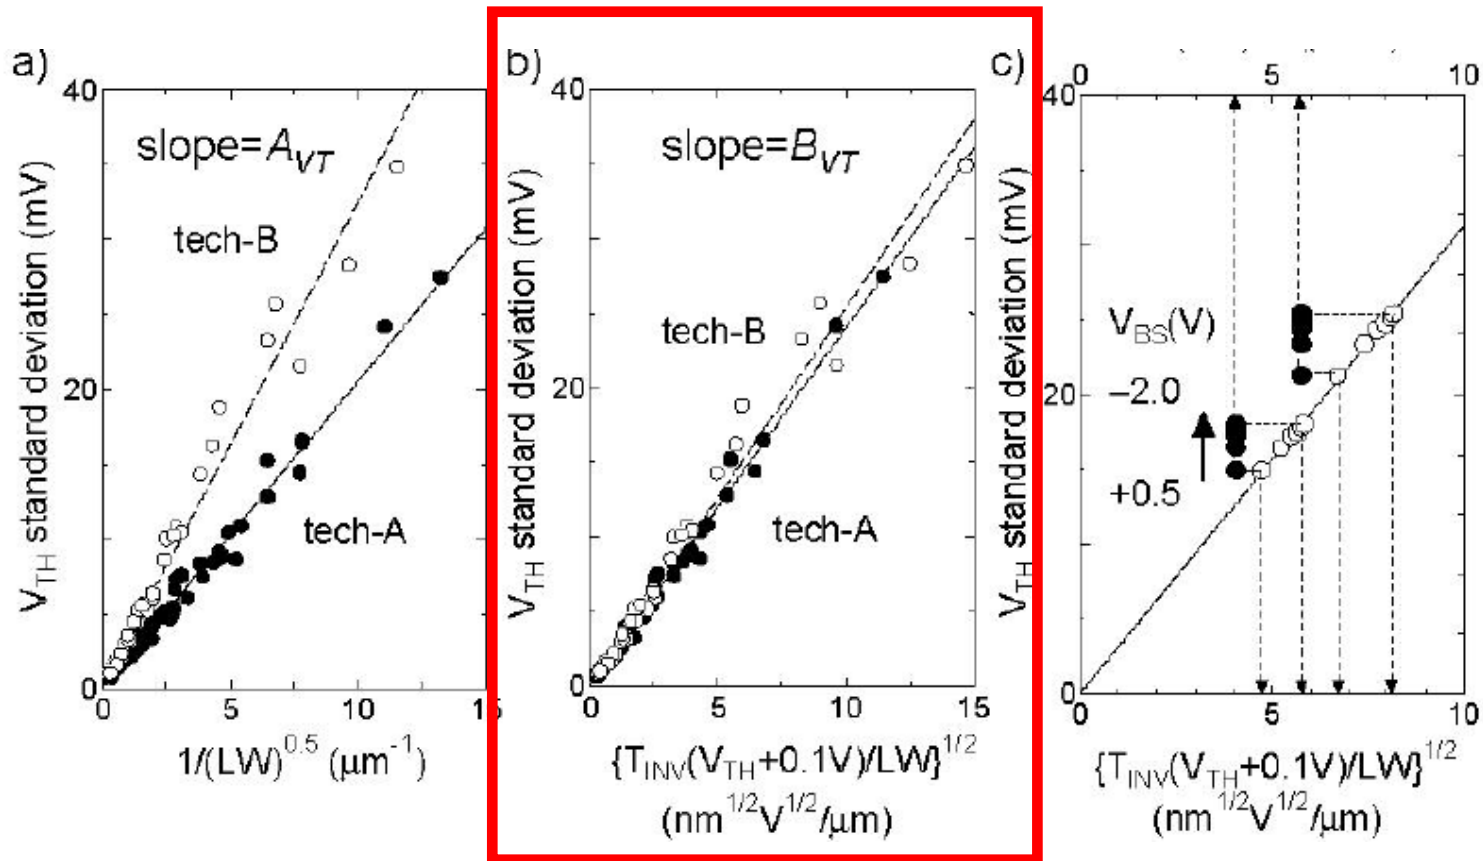 a)
40
slope=A_VT
tech-B
tech-A
20
0
0 5 10 15
V_TH standard deviation (mV)
1/(LW)^0.5 (μm^-1)
b)
40
slope=B_VT
tech-B
tech-A
20
0
0 5 10 15
V_TH standard deviation (mV)
{T_INV(V_TH+0.1V)/LW}^1/2
(nm^1/2V^1/2/μm)
c)
0 5 10
40
V_BS(V)
–2.0
+0.5
20
0
0 5 10
V_TH standard deviation (mV)
{T_INV(V_TH+0.1V)/LW}^1/2
(nm^1/2V^1/2/μm)